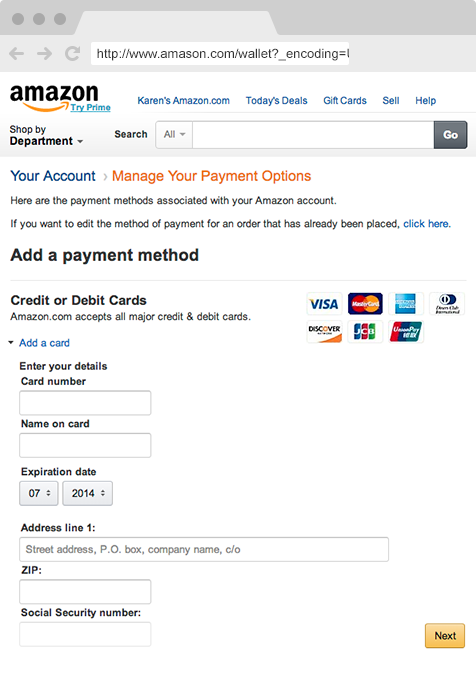 http://www.amason.com/wallet?_encoding=U
amazon
Try Prime
Karen's Amazon.com Today's Deals Gift Cards Sell Help
Shop by
Department
Search All Go
Your Account › Manage Your Payment Options
Here are the payment methods associated with your Amazon account.
If you want to edit the method of payment for an order that has already been placed, click here.
Add a payment method
Credit or Debit Cards
Amazon.com accepts all major credit & debit cards.
VISA MasterCard AMERICAN EXPRESS Diners Club International
DISCOVER NETWORK JCB UnionPay 银联
Add a card
Enter your details
Card number
Name on card
Expiration date
07 2014
Address line 1:
Street address, P.O. box, company name, c/o
ZIP:
Social Security number:
Next